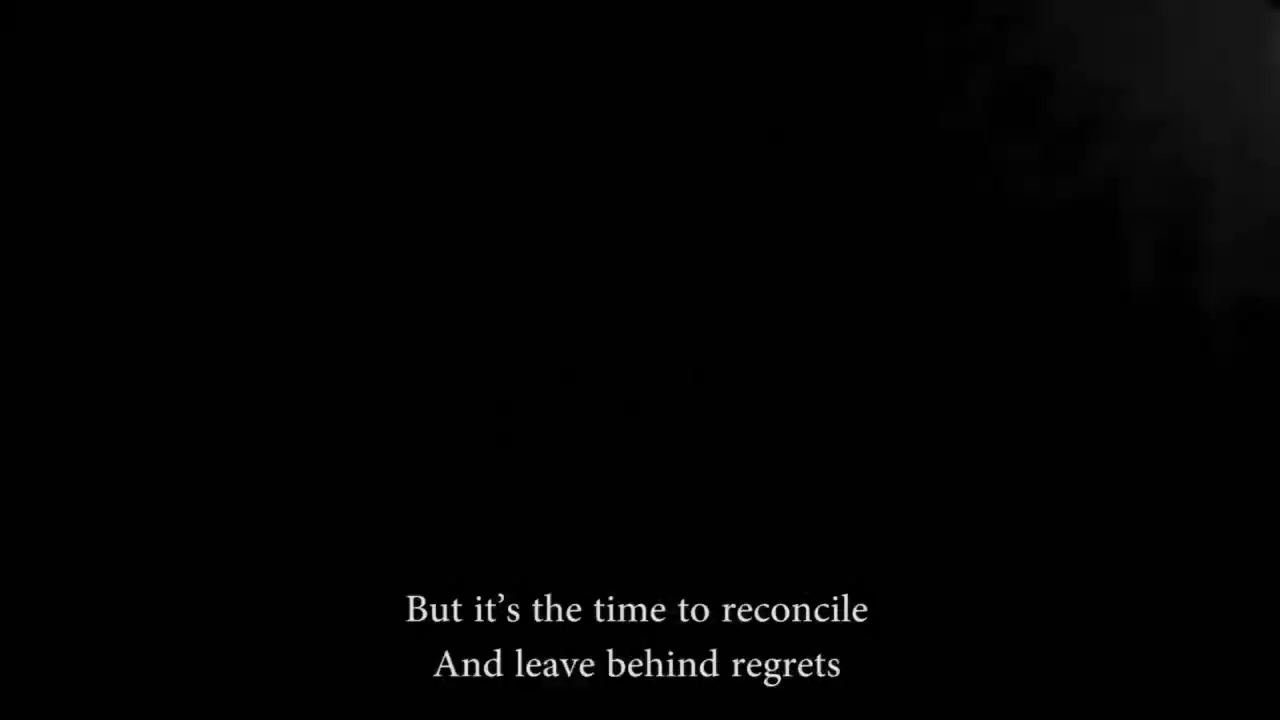 But it’s the time to reconcile
And leave behind regrets